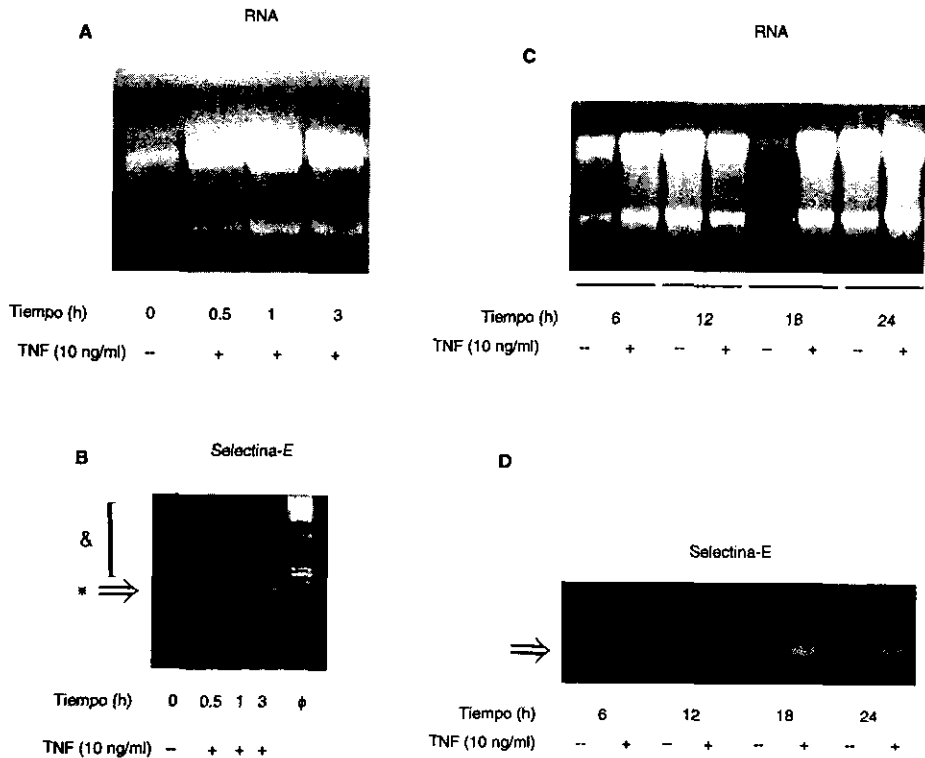 A
RNA
Tiempo (h) 0 0.5 1 3
TNF (10 ng/ml) -- + + +
C
RNA
Tiempo (h) 6 12 18 24
TNF (10 ng/ml) -- + -- + -- + -- +
B
Selectina-E
&
*
Tiempo (h) 0 0.5 1 3 ϕ
TNF (10 ng/ml) -- + + +
D
Selectina-E
Tiempo (h) 6 12 18 24
TNF (10 ng/ml) -- + -- + -- + -- +